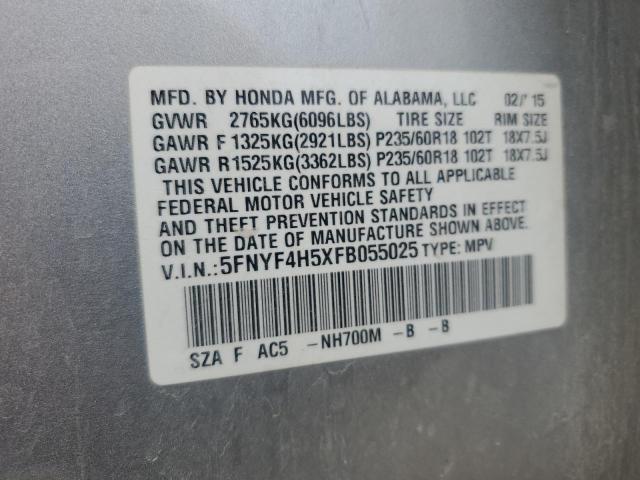 MFD. BY HONDA MFG. OF ALABAMA, LLC 02/15
GVWR 2765KG(6096LBS) TIRE SIZE RIM SIZE
GAWR F 1325KG(2921LBS) P235/60R18 102T 18X7.5J
GAWR R 1525KG(3362LBS) P235/60R18 102T 18X7.5J
THIS VEHICLE CONFORMS TO ALL APPLICABLE
FEDERAL MOTOR VEHICLE SAFETY
AND THEFT PREVENTION STANDARDS IN EFFECT
ON THE DATE OF MANUFACTURE SHOWN ABOVE.
V.I.N.:5FNYF4H5XFB055025 TYPE: MPV
SZA F AC5 -NH700M -B -B